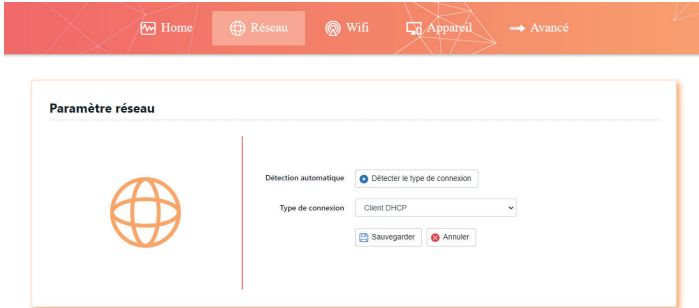 Home Réseau Wifi Appareil Avancé
Paramètre réseau
Détection automatique Détecter le type de connexion
Type de connexion Client DHCP
Sauvegarder Annuler